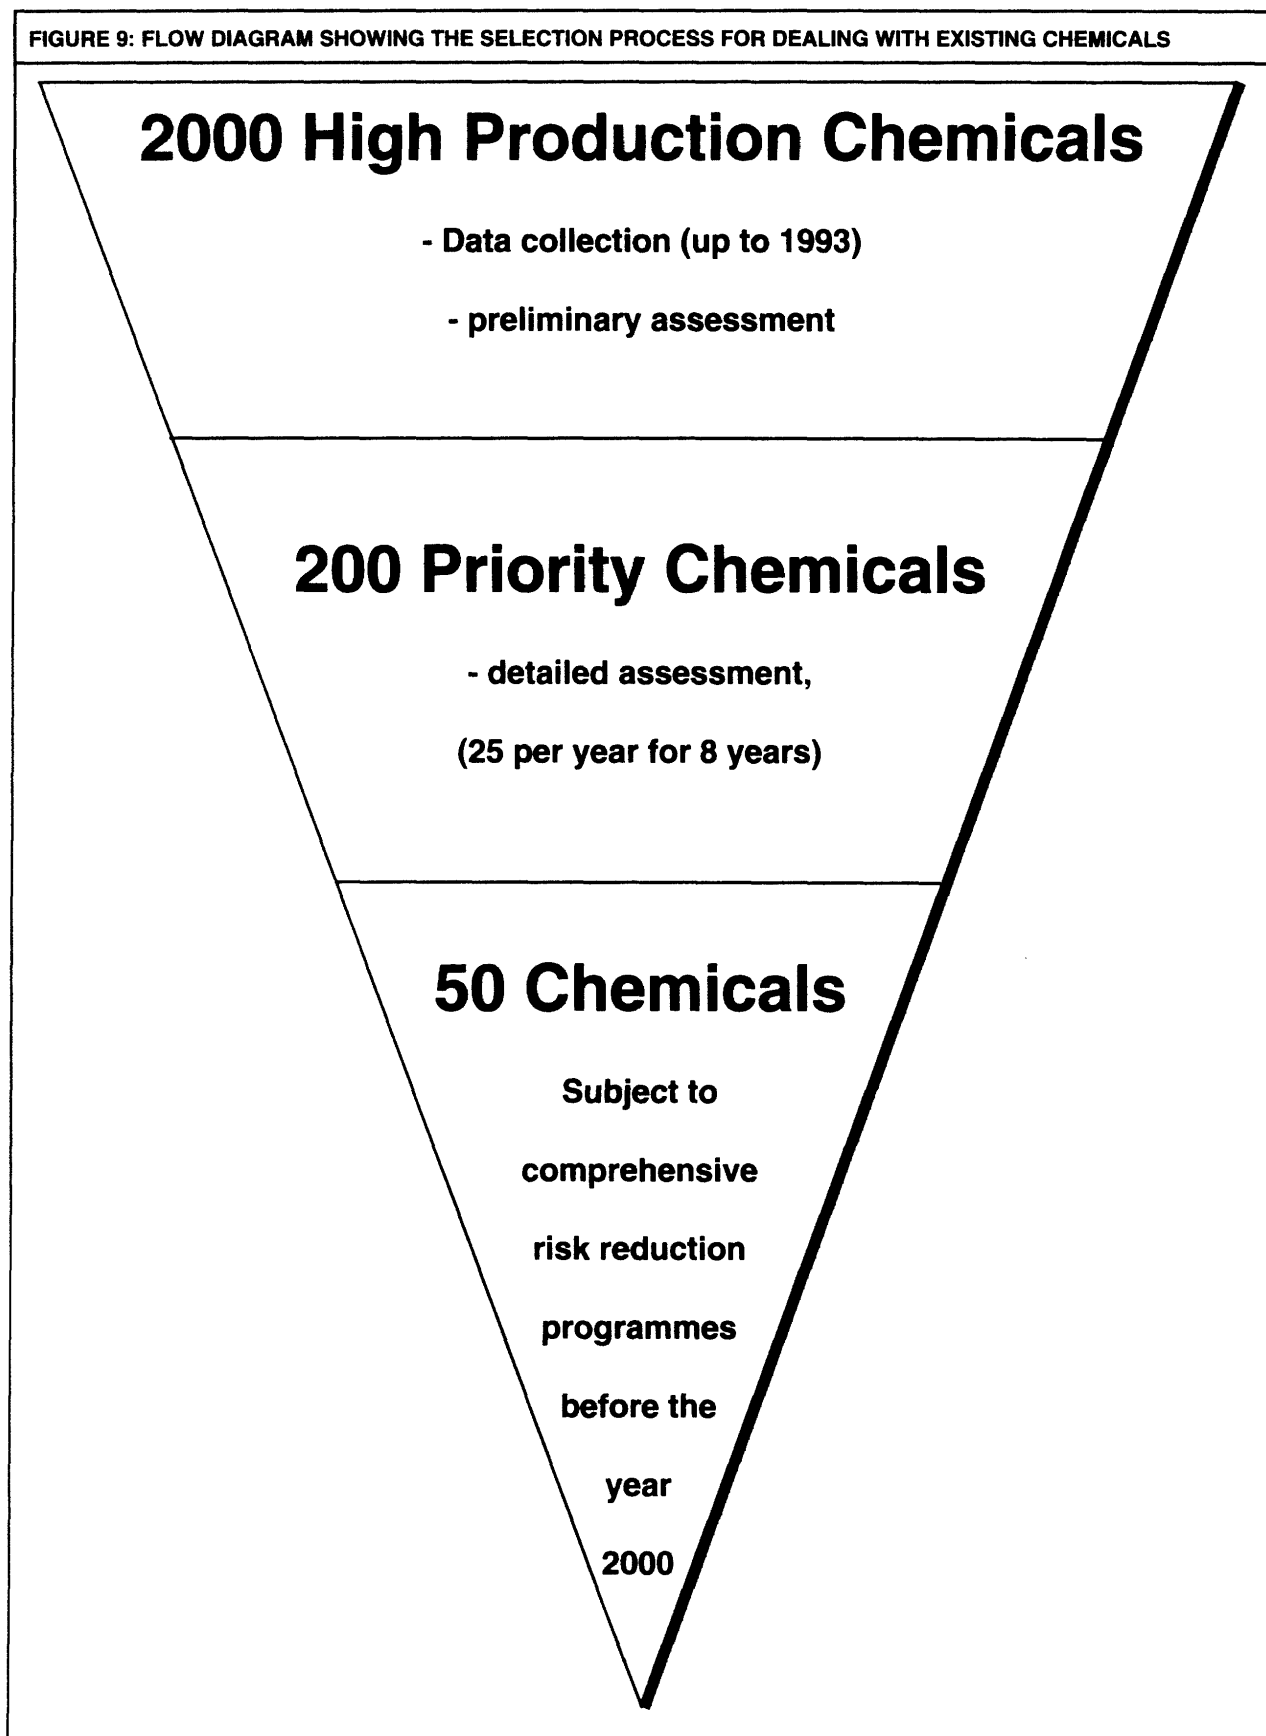 FIGURE 9: FLOW DIAGRAM SHOWING THE SELECTION PROCESS FOR DEALING WITH EXISTING CHEMICALS
2000 High Production Chemicals
- Data collection (up to 1993)
- preliminary assessment
200 Priority Chemicals
- detailed assessment,
(25 per year for 8 years)
50 Chemicals
Subject to
comprehensive
risk reduction
programmes
before the
year
2000